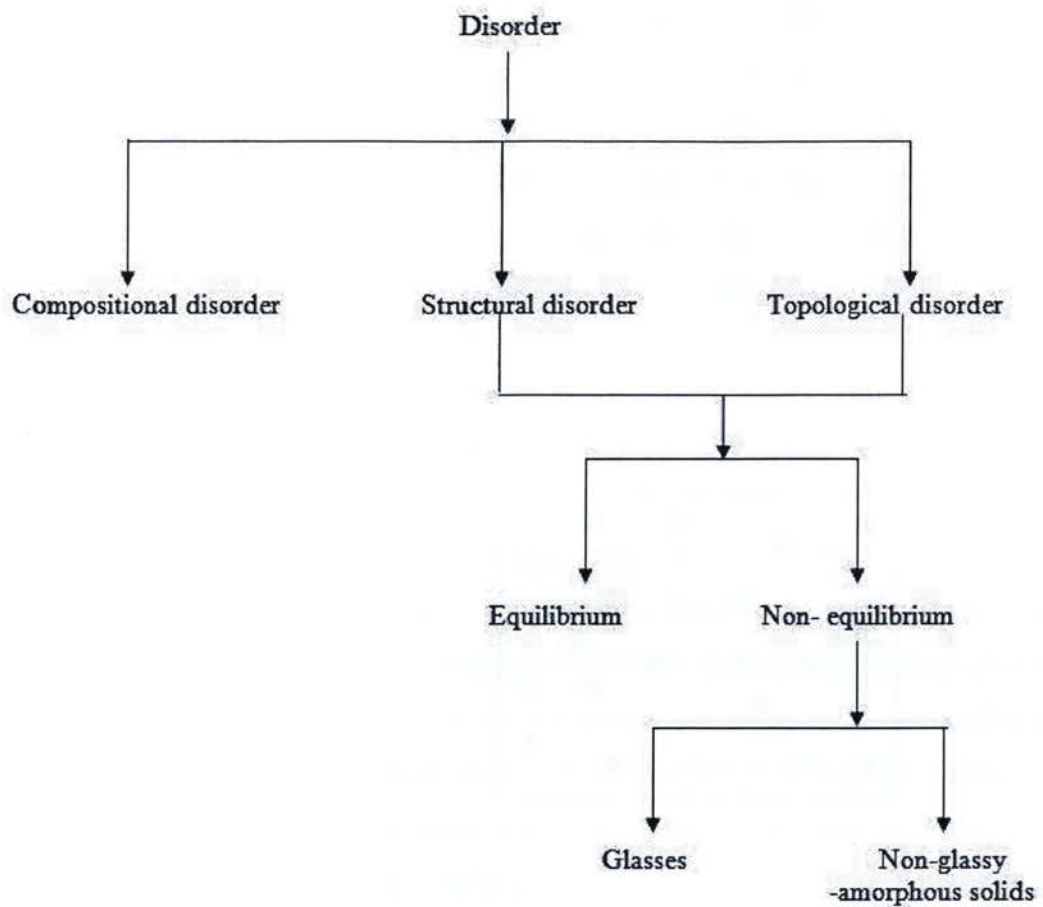 Disorder
Compositional disorder
Structural disorder
Topological disorder
Equilibrium
Non- equilibrium
Glasses
Non-glassy
-amorphous solids